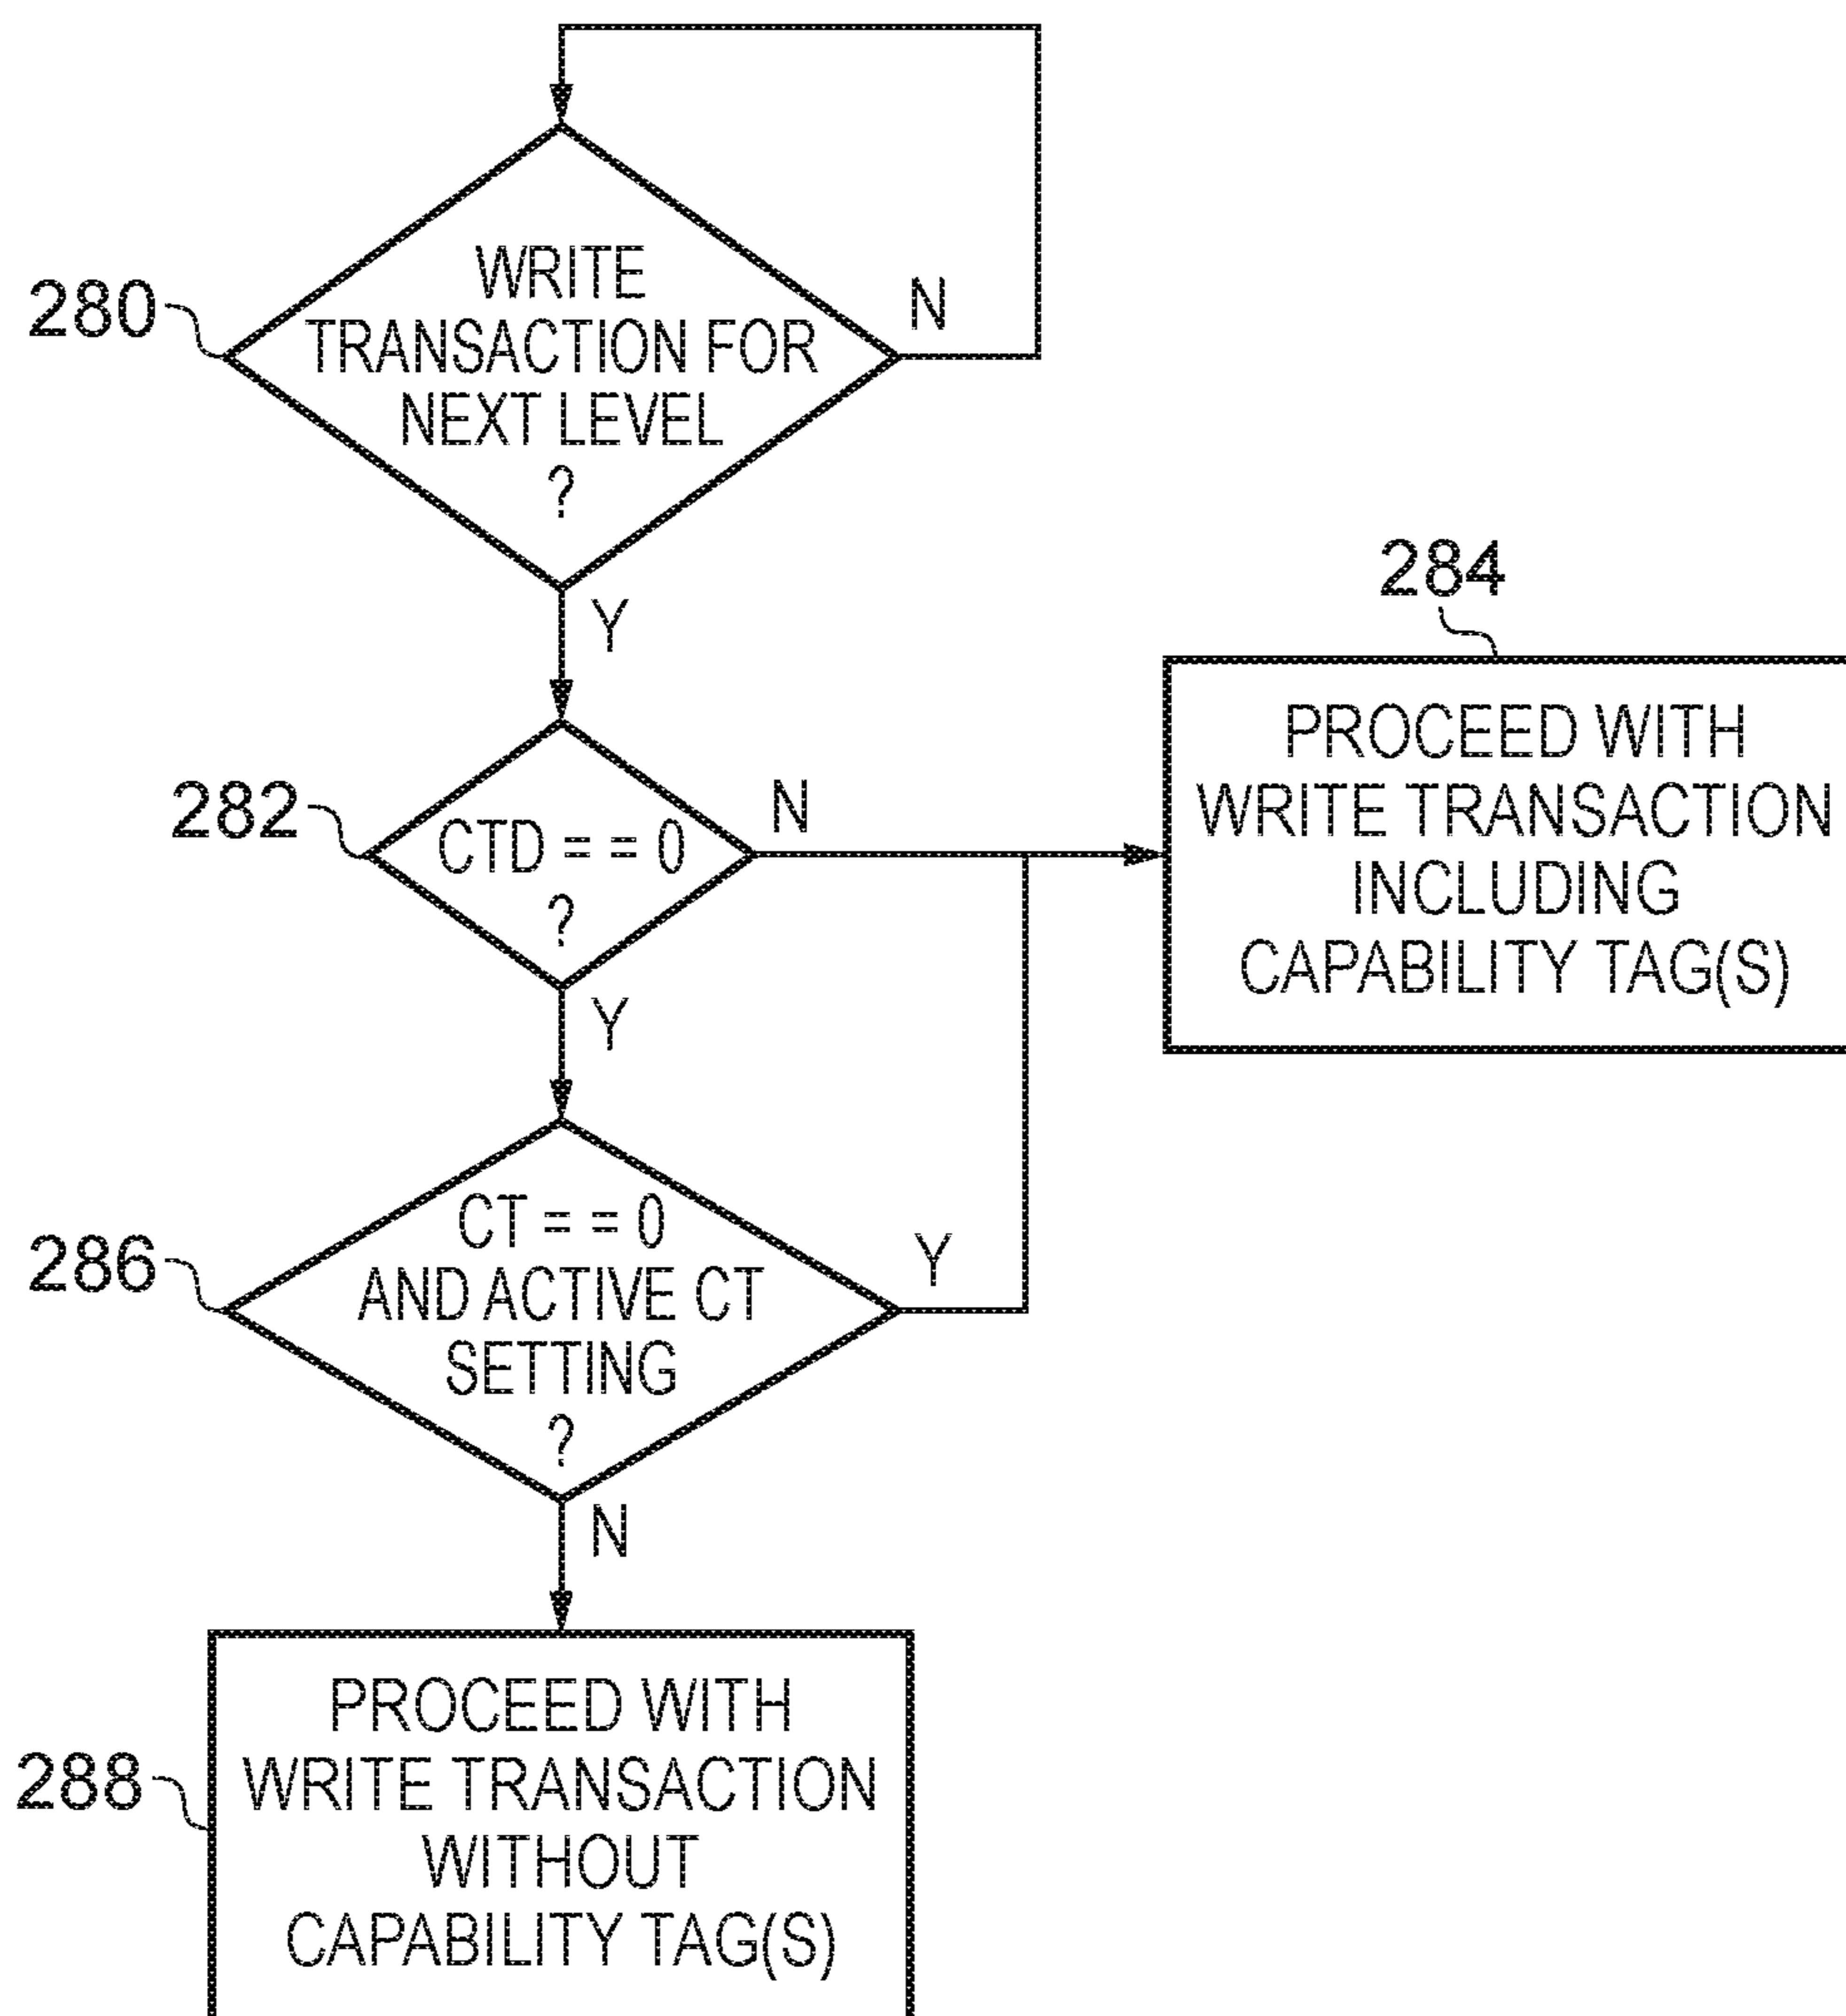 280
WRITE
TRANSACTION FOR
NEXT LEVEL
?
N
Y
282
CTD = = 0
?
N
Y
284
PROCEED WITH
WRITE TRANSACTION
INCLUDING
CAPABILITY TAG(S)
286
CT = = 0
AND ACTIVE CT
SETTING
?
Y
N
288
PROCEED WITH
WRITE TRANSACTION
WITHOUT
CAPABILITY TAG(S)